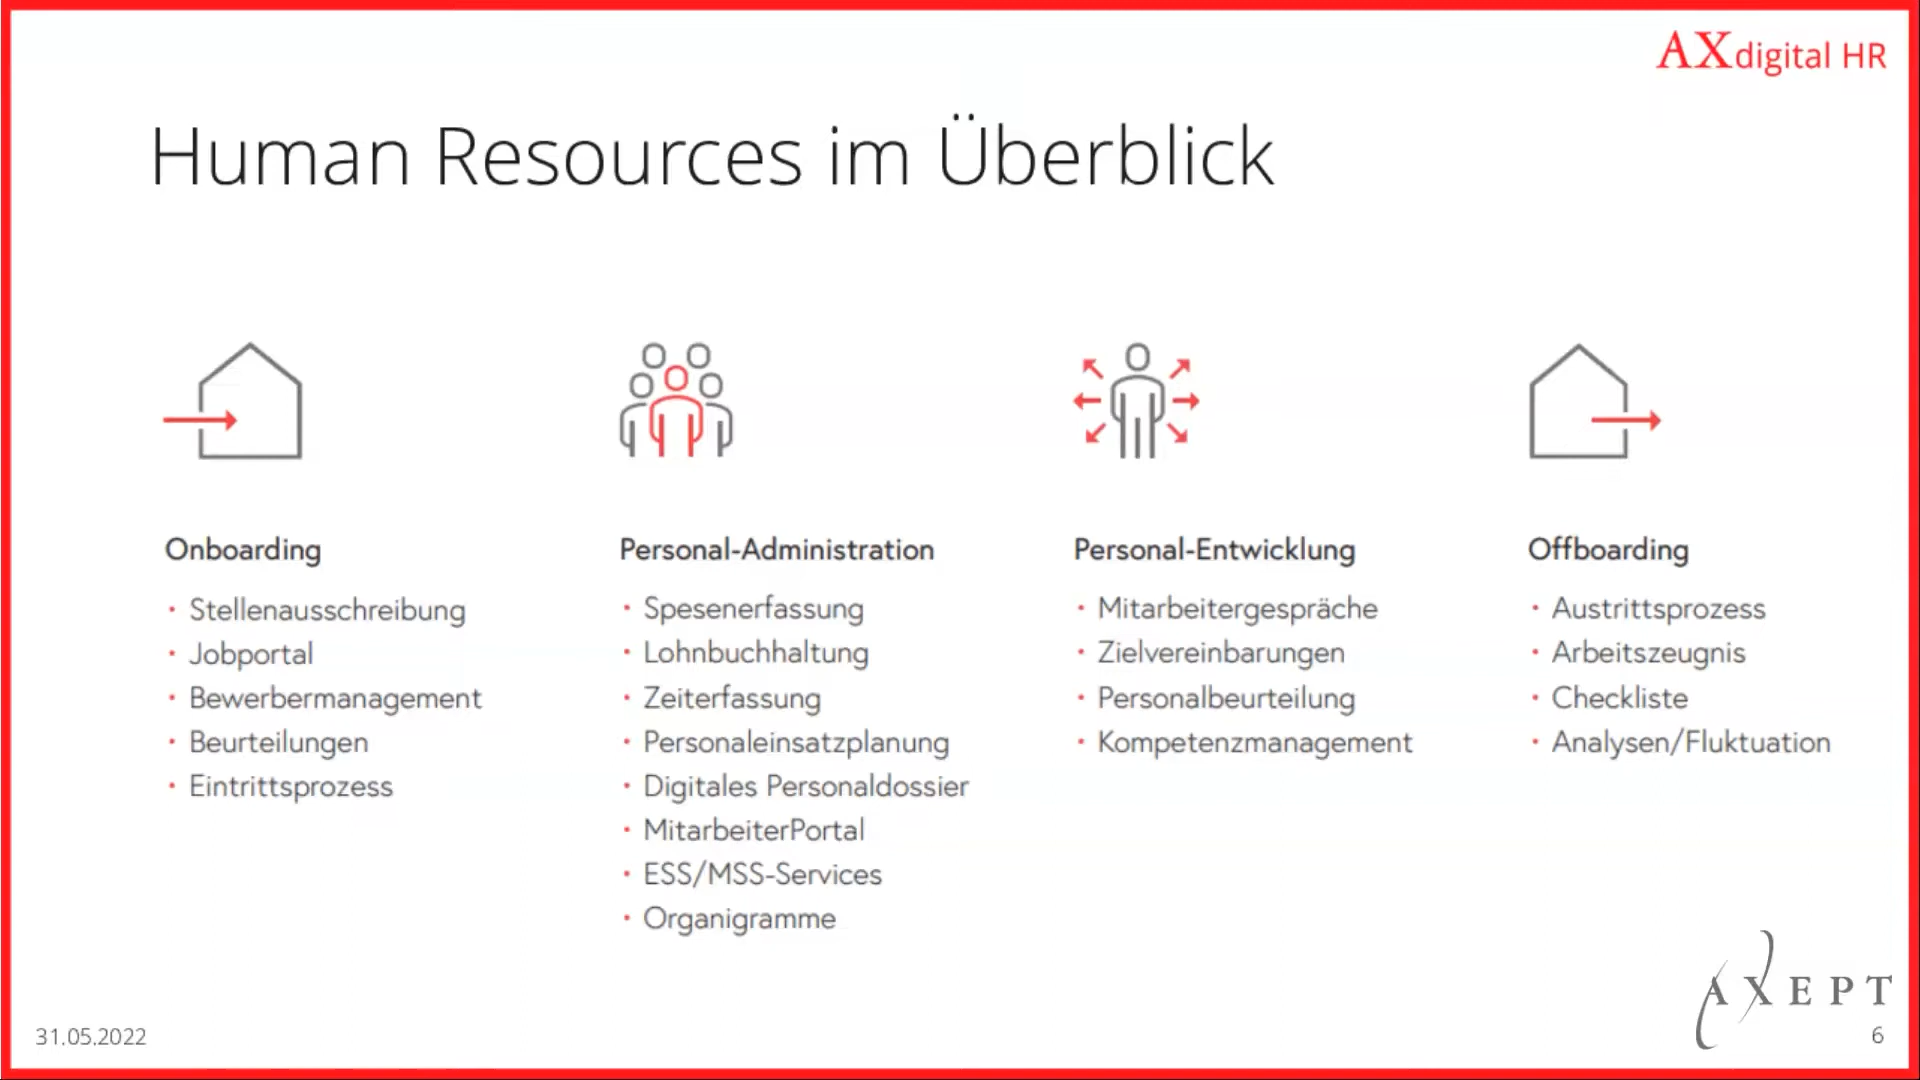 AXdigital HR
Human Resources im Überblick
Onboarding
• Stellenausschreibung
• Jobportal
• Bewerbermanagement
• Beurteilungen
• Eintrittsprozess
Personal-Administration
• Spesenerfassung
• Lohnbuchhaltung
• Zeiterfassung
• Personaleinsatzplanung
• Digitales Personaldossier
• MitarbeiterPortal
• ESS/MSS-Services
• Organigramme
Personal-Entwicklung
• Mitarbeitergespräche
• Zielvereinbarungen
• Personalbeurteilung
• Kompetenzmanagement
Offboarding
• Austrittsprozess
• Arbeitszeugnis
• Checkliste
• Analysen/Fluktuation
AXEPT
31.05.2022
6